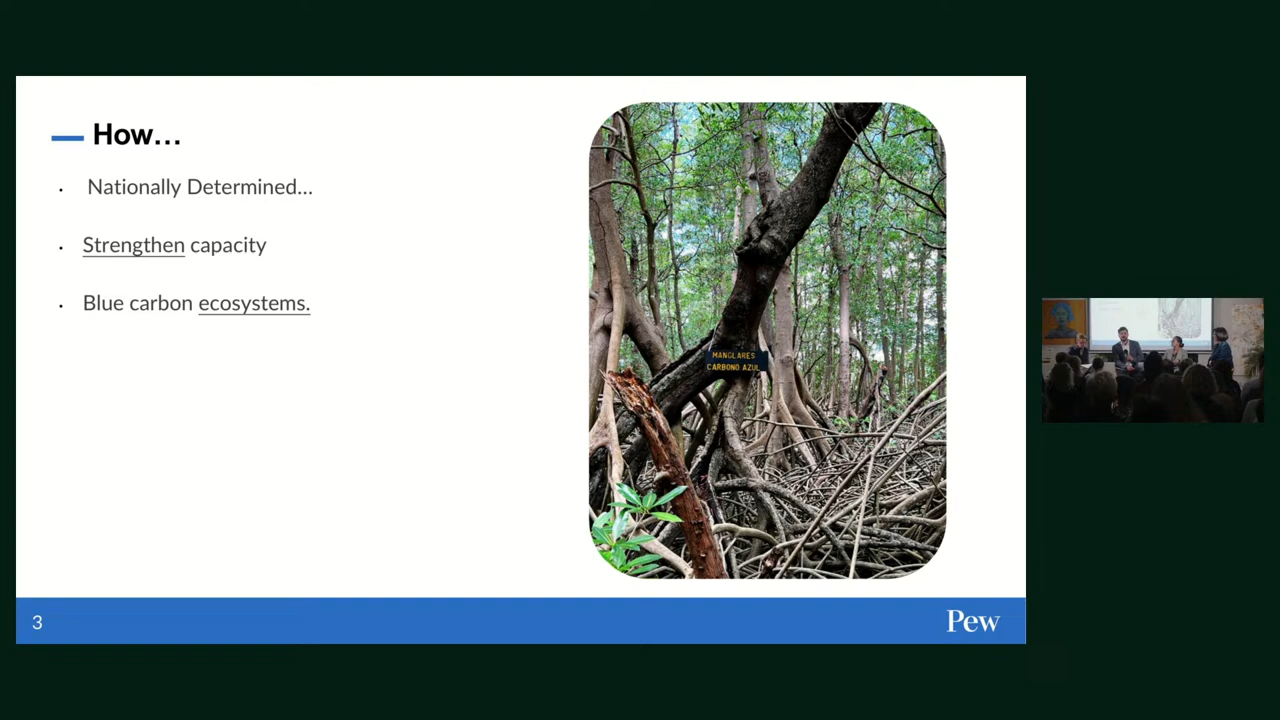 How…
Nationally Determined…
Strengthen capacity
Blue carbon ecosystems.
MANGLARES
CARBONO AZUL
3
Pew